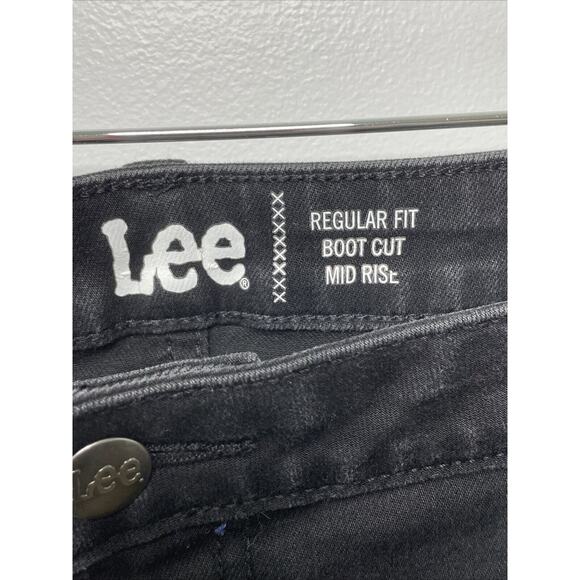 Lee®
REGULAR FIT
BOOT CUT
MID RISE
Lee